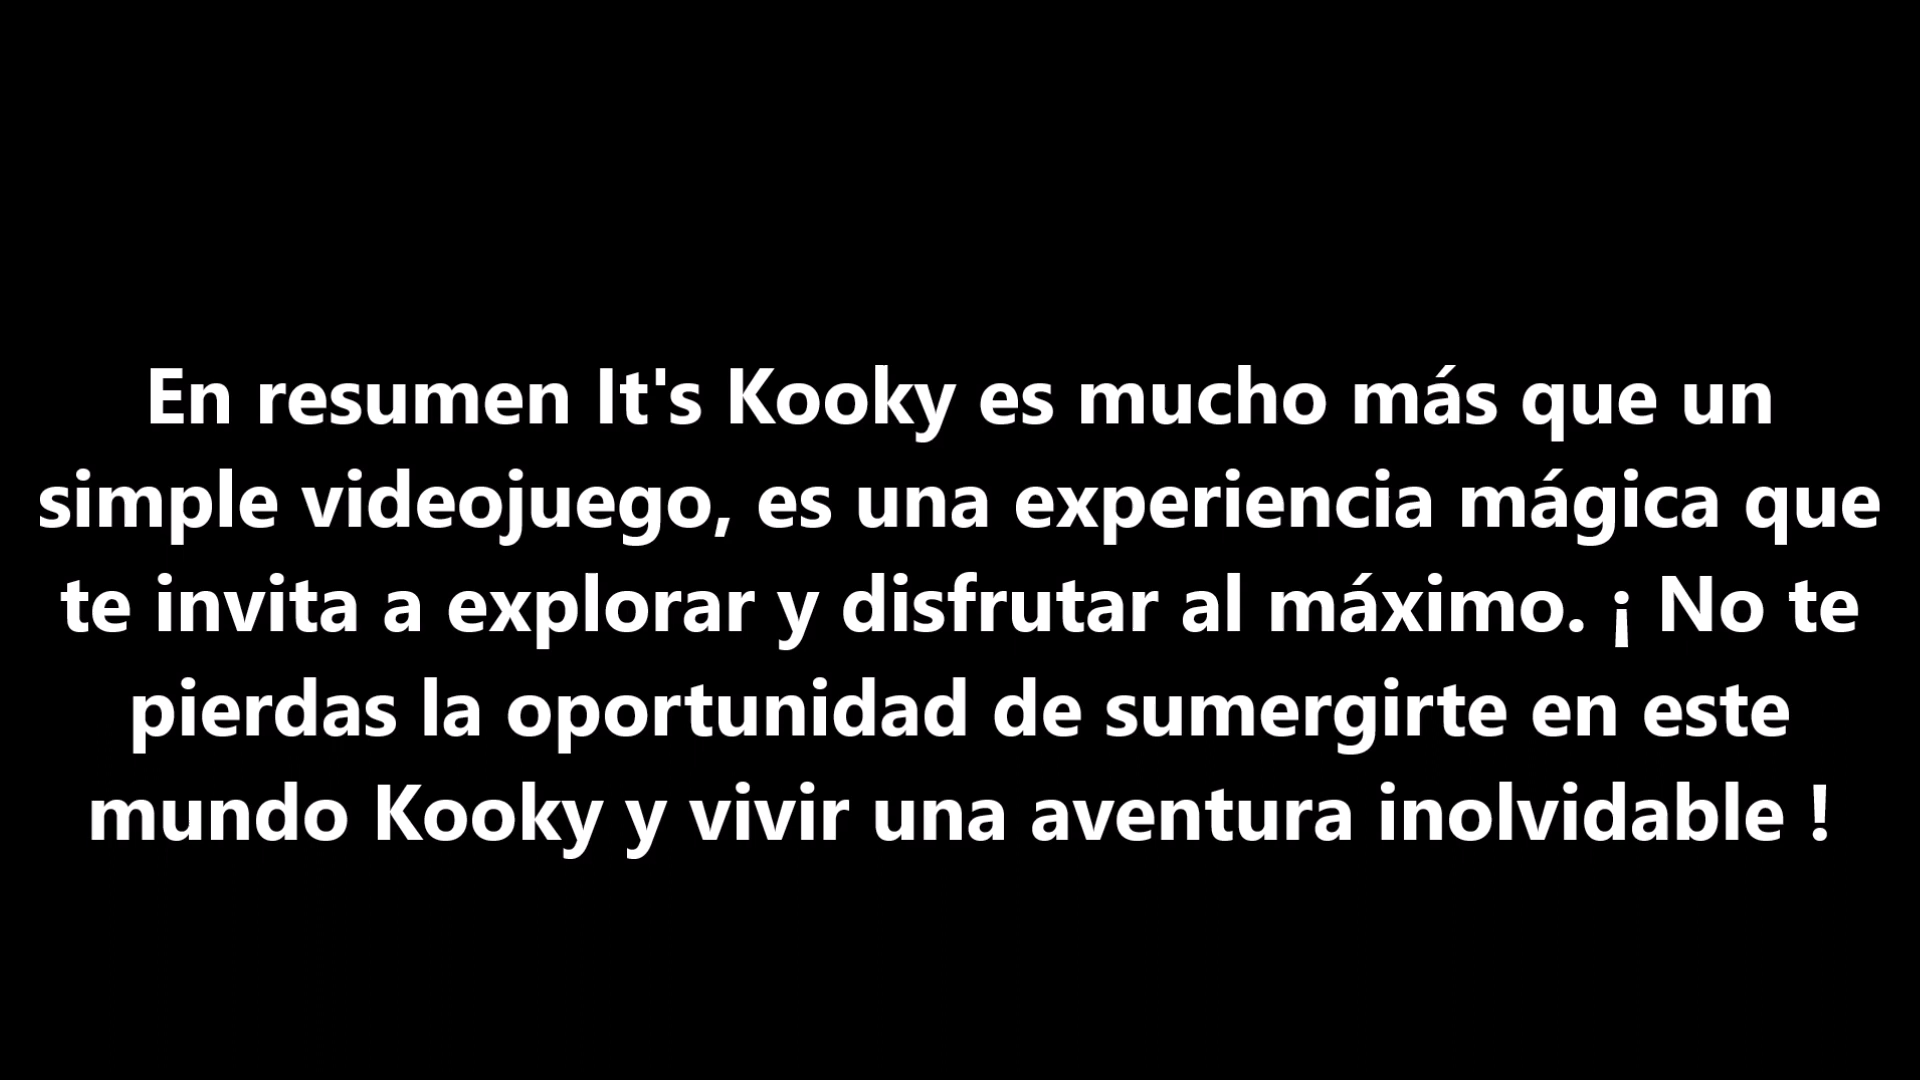 En resumen It's Kooky es mucho más que un
simple videojuego, es una experiencia mágica que
te invita a explorar y disfrutar al máximo. ¡ No te
pierdas la oportunidad de sumergirte en este
mundo Kooky y vivir una aventura inolvidable !